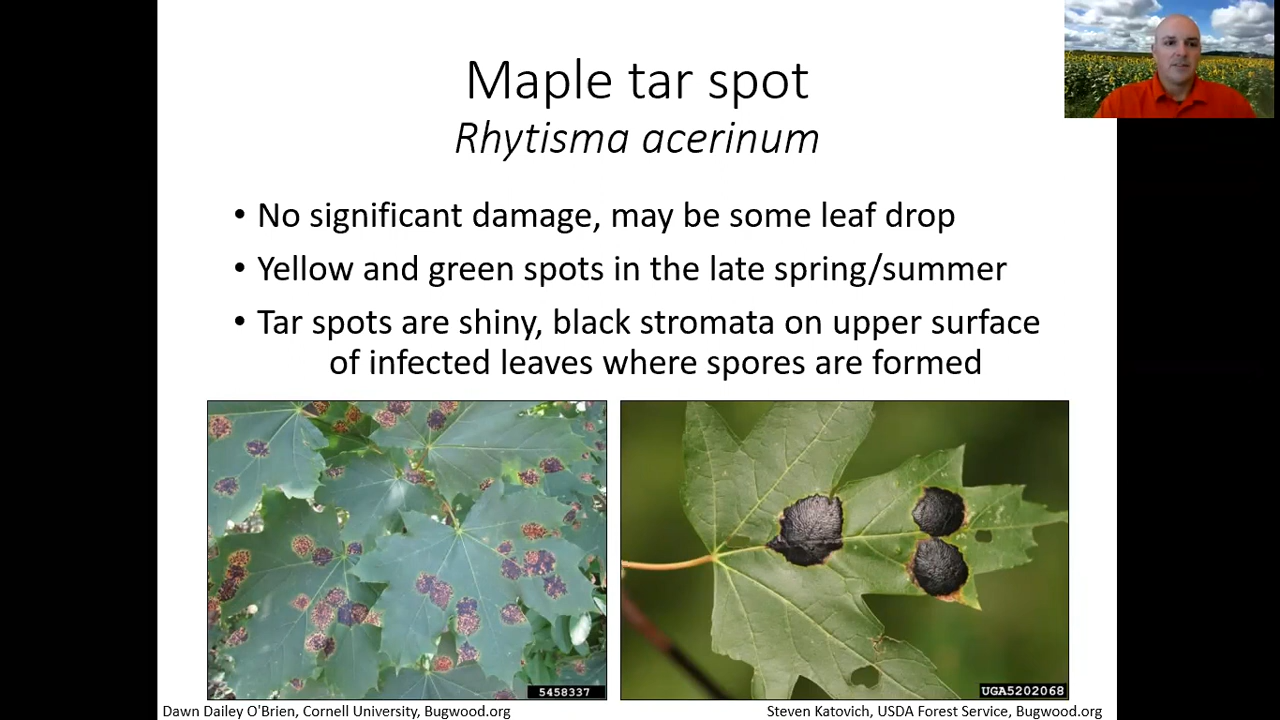 Maple tar spot
Rhytisma acerinum
• No significant damage, may be some leaf drop
• Yellow and green spots in the late spring/summer
• Tar spots are shiny, black stromata on upper surface
of infected leaves where spores are formed
5458337
UGA5202068
Dawn Dailey O'Brien, Cornell University, Bugwood.org
Steven Katovich, USDA Forest Service, Bugwood.org